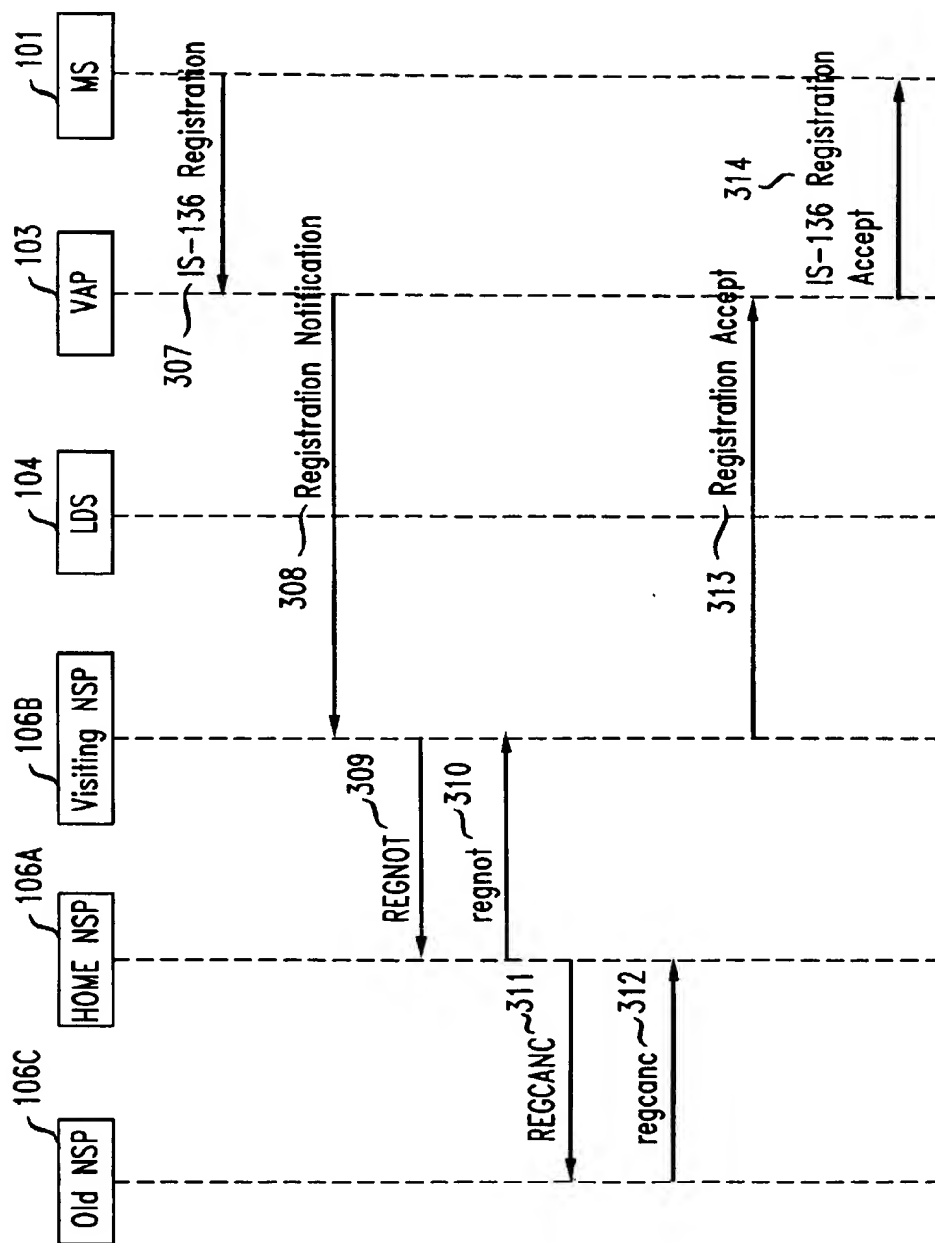 106C
106A
106B
104
103
101
Old NSP
HOME NSP
Visiting NSP
LDS
VAP
MS
307 IS-136 Registration
308 Registration Notification
309
REGNOT
310
regnot
311
REGCANC
312
regcanc
313 Registration Accept
314
IS-136 Registration
Accept